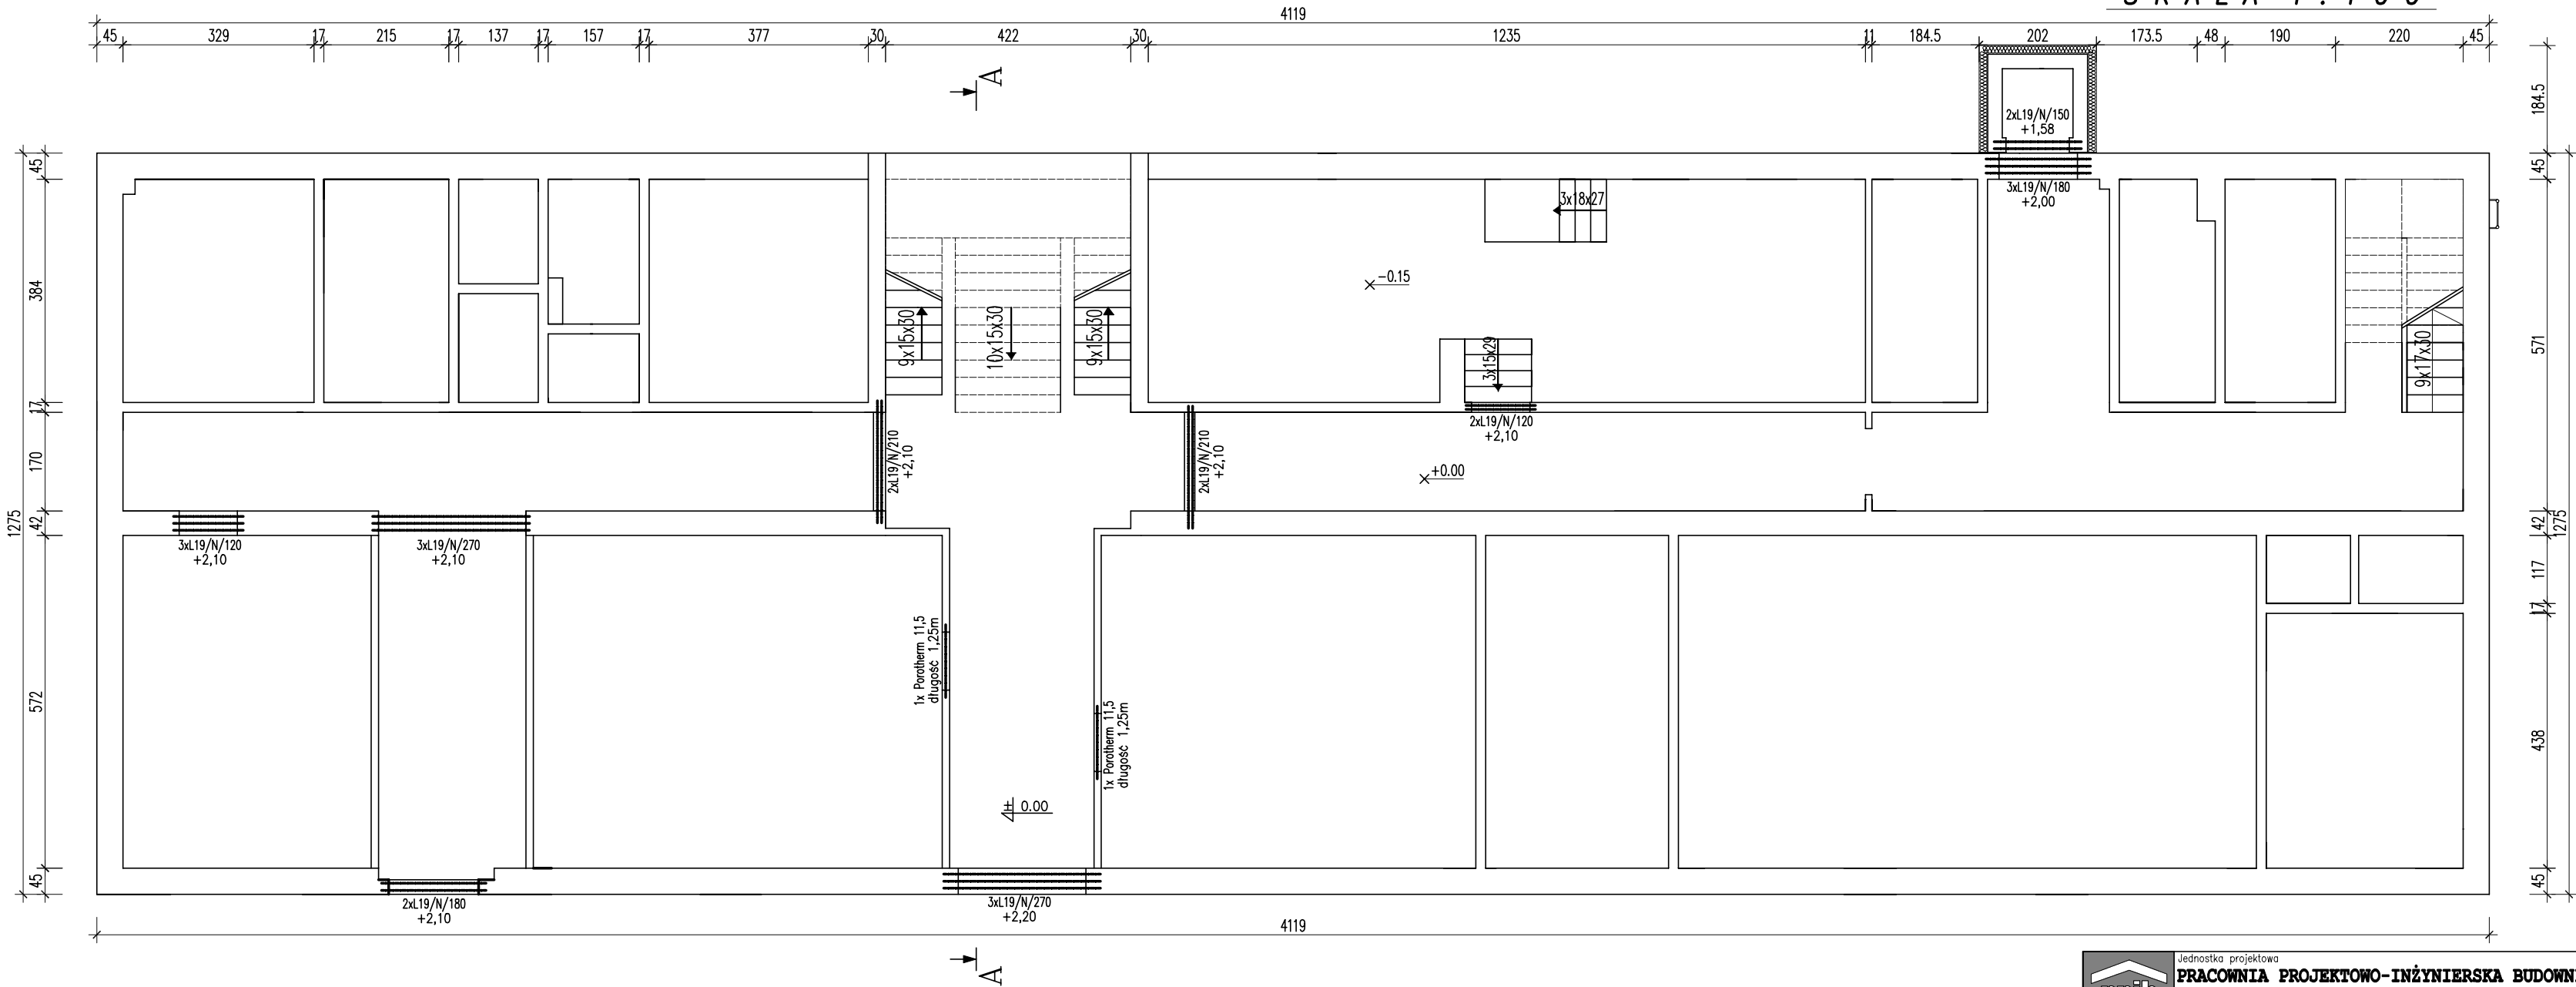 SKALA 1:100
4119
45 329 17 215 17 137 17 157 17 377 30 422 30 1235 11 184.5 202 173.5 48 190 220 45
A
184.5
2xL19/N/150
+1,58
45
45
3xL19/N/180
+2,00
3x18x27
-0.15
384
571
9x15x30
10x15x30
9x15x30
3x15x29
9x17x30
17
2xL19/N/120
+2,10
2xL19/N/210
+2,10
2xL19/N/210
+2,10
170
+0.00
1275
42
42
1275
3xL19/N/120
+2,10
3xL19/N/270
+2,10
117
17
1x Porotherm 11,5
długość 1,25m
572
1x Porotherm 11,5
długość 1,25m
438
± 0.00
45
45
2xL19/N/180
+2,10
3xL19/N/270
+2,20
4119
A
Jednostka projektowa
PRACOWNIA PROJEKTOWO-INŻYNIERSKA BUDOWN